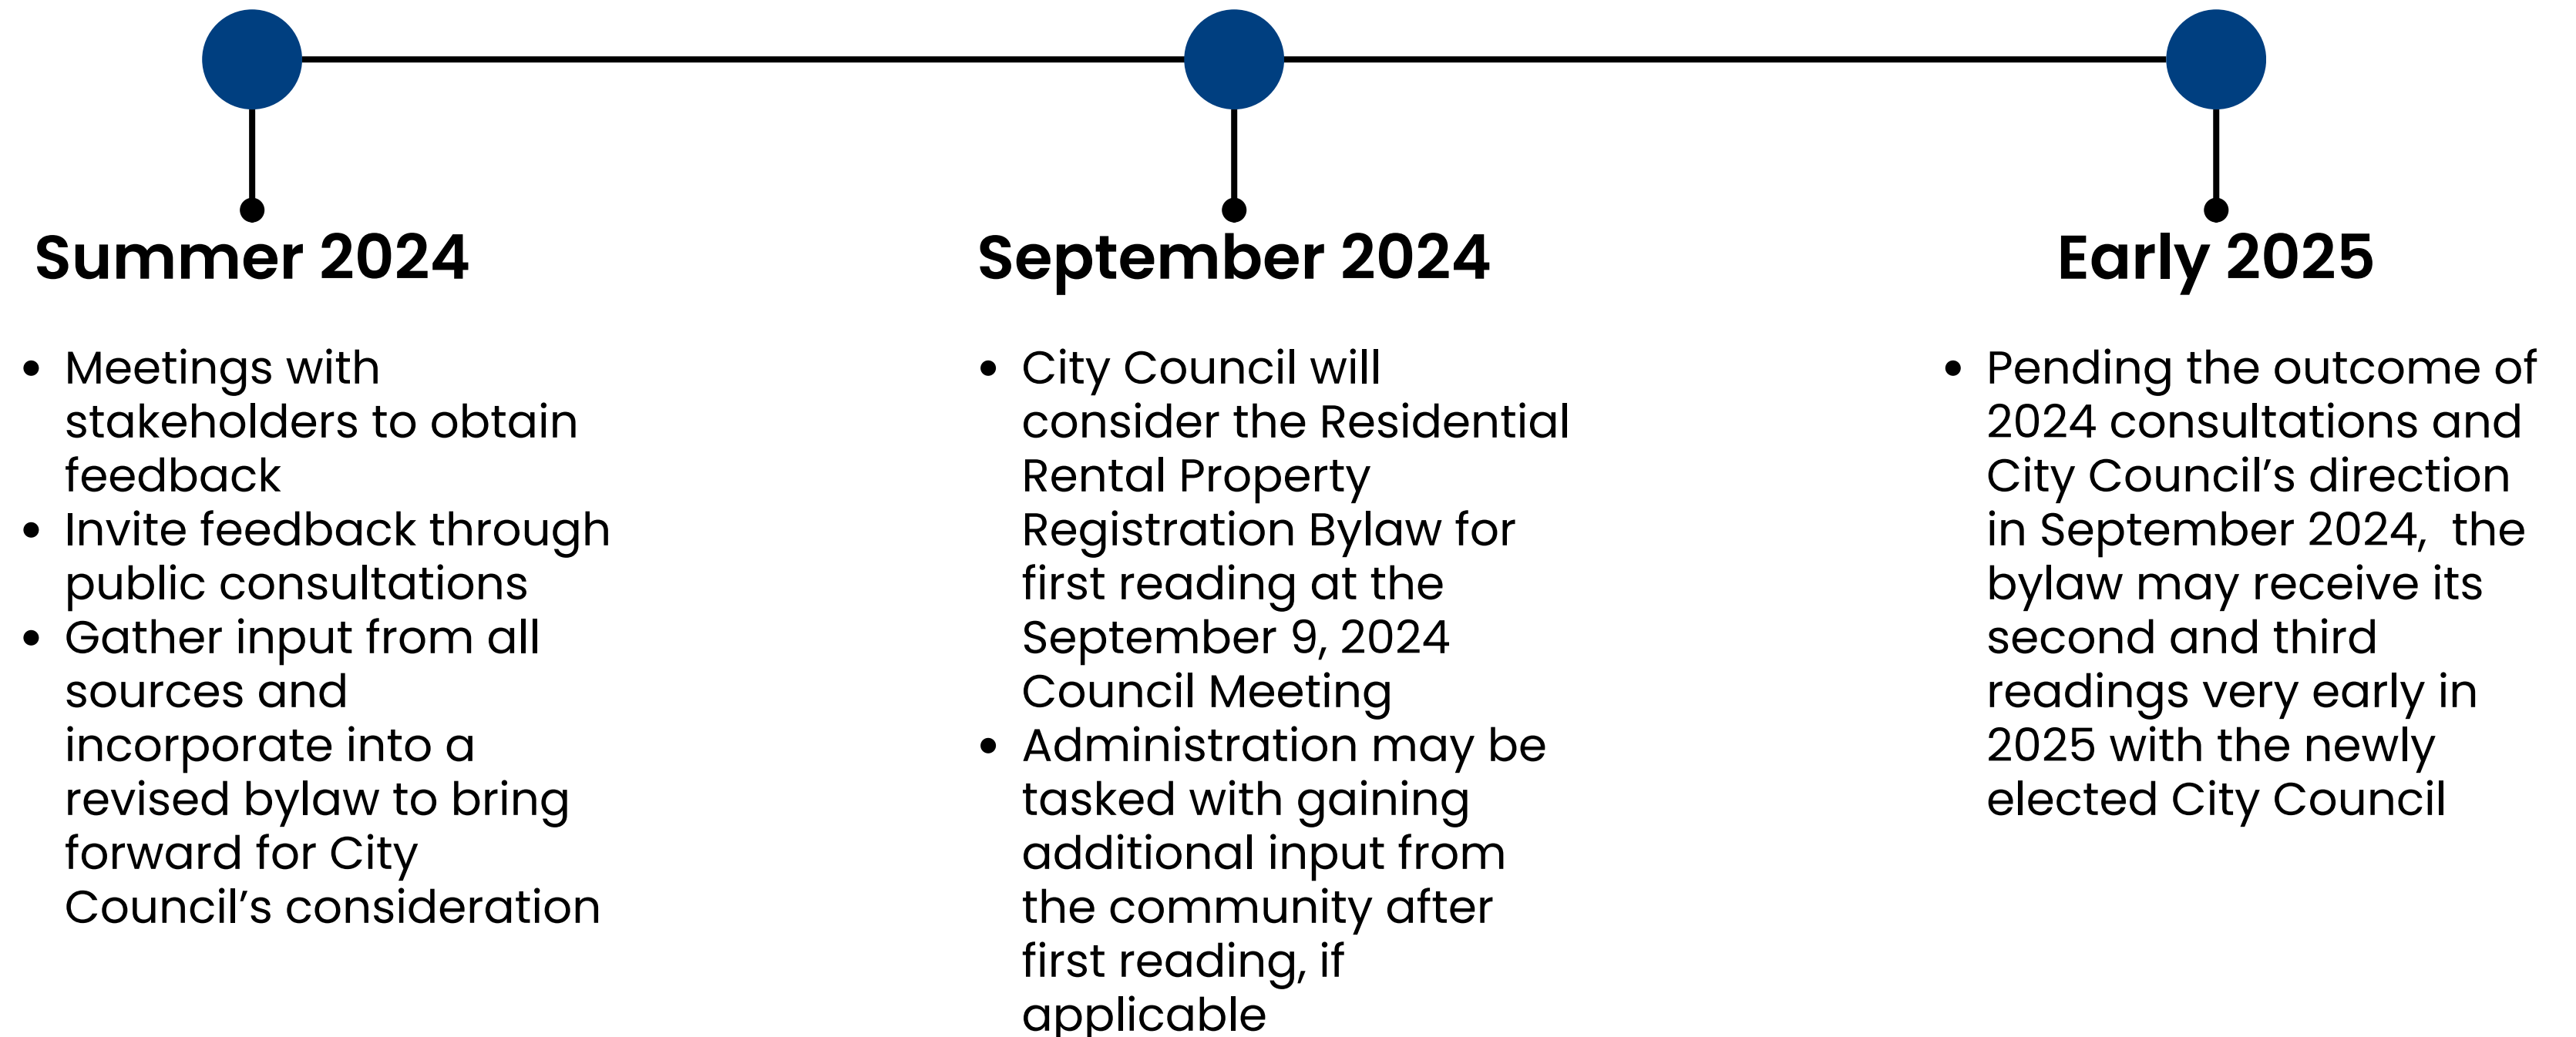 Summer 2024
• Meetings with
stakeholders to obtain
feedback
• Invite feedback through
public consultations
• Gather input from all
sources and
incorporate into a
revised bylaw to bring
forward for City
Council’s consideration
September 2024
• City Council will
consider the Residential
Rental Property
Registration Bylaw for
first reading at the
September 9, 2024
Council Meeting
• Administration may be
tasked with gaining
additional input from
the community after
first reading, if
applicable
Early 2025
• Pending the outcome of
2024 consultations and
City Council’s direction
in September 2024,  the
bylaw may receive its
second and third
readings very early in
2025 with the newly
elected City Council